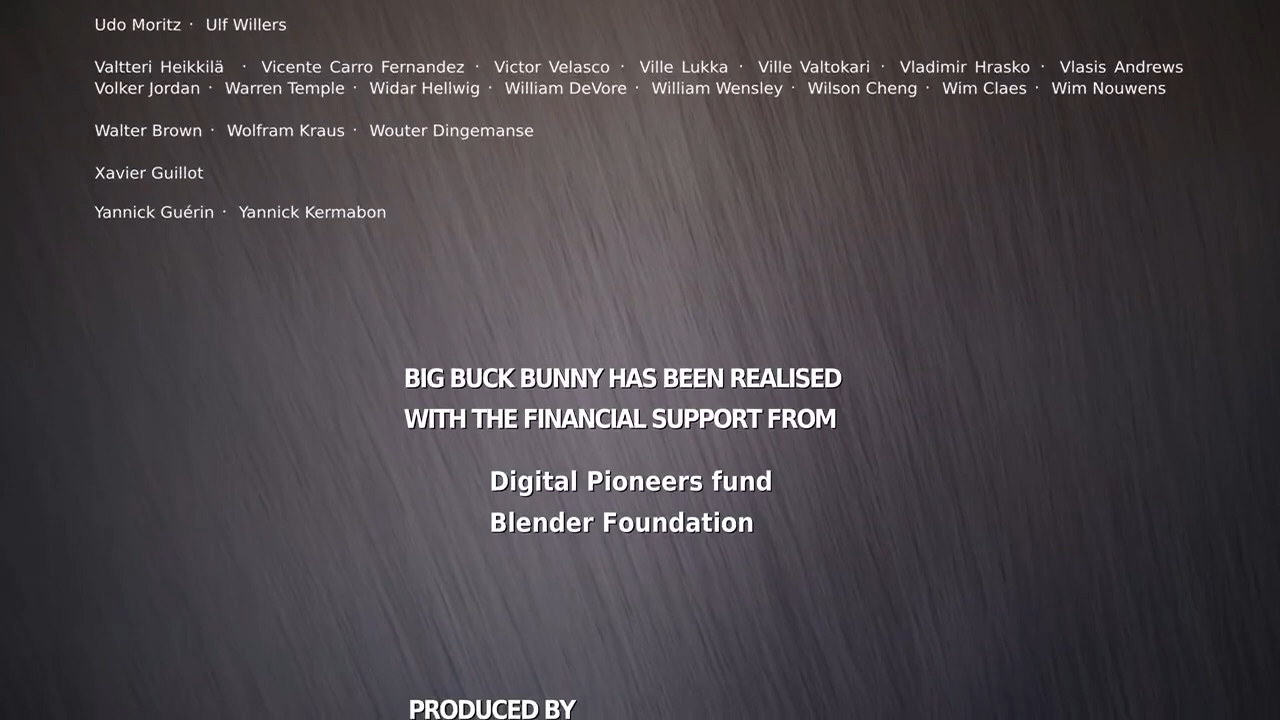 Udo Moritz · Ulf Willers
Valtteri Heikkilä · Vicente Carro Fernandez · Victor Velasco · Ville Lukka · Ville Valtokari · Vladimir Hrasko · Vlasis Andrews
Volker Jordan · Warren Temple · Widar Hellwig · William DeVore · William Wensley · Wilson Cheng · Wim Claes · Wim Nouwens
Walter Brown · Wolfram Kraus · Wouter Dingemanse
Xavier Guillot
Yannick Guérin · Yannick Kermabon
BIG BUCK BUNNY HAS BEEN REALISED
WITH THE FINANCIAL SUPPORT FROM
Digital Pioneers fund
Blender Foundation
PRODUCED BY